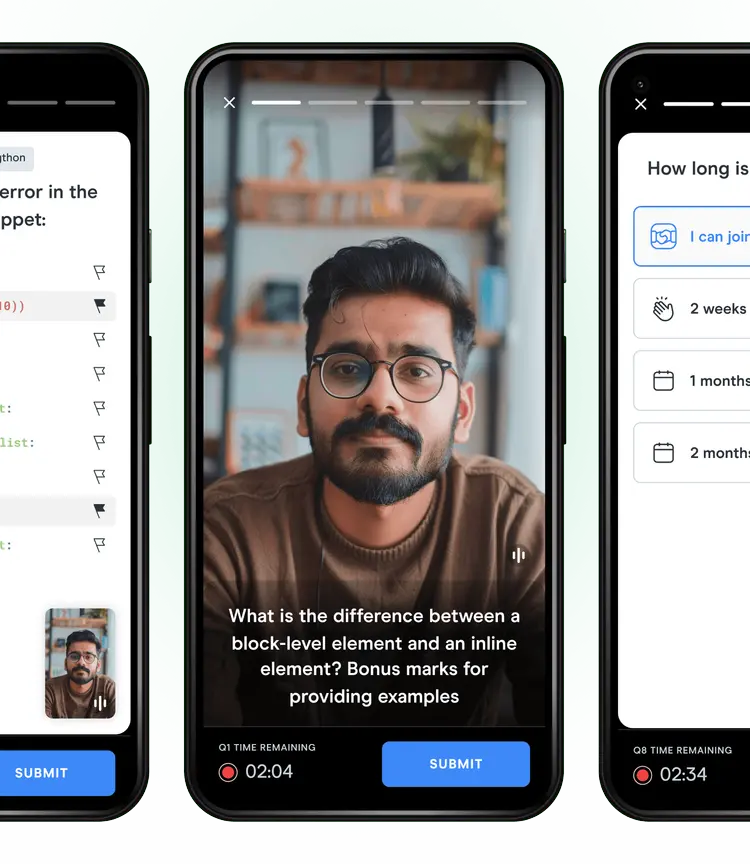 error in the
ppet:
t:
list:
t:
SUBMIT
What is the difference between a
block-level element and an inline
element? Bonus marks for
providing examples
Q1 TIME REMAINING
02:04
SUBMIT
How long is
I can join
2 weeks
1 months
2 months
Q8 TIME REMAINING
02:34